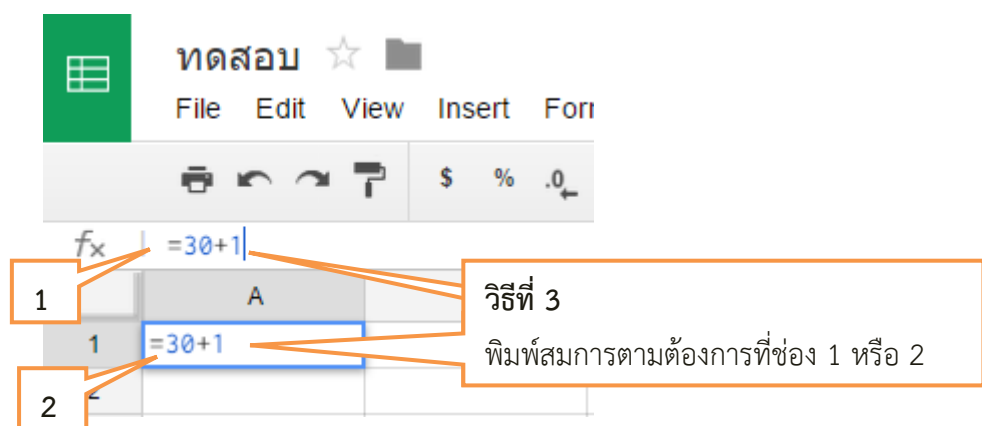 ทดสอบ
File Edit View Insert Forr
$ % .0
fx =30+1
1
A
วิธีที่ 3
1 =30+1
พิมพ์สมการตามต้องการที่ช่อง 1 หรือ 2
2